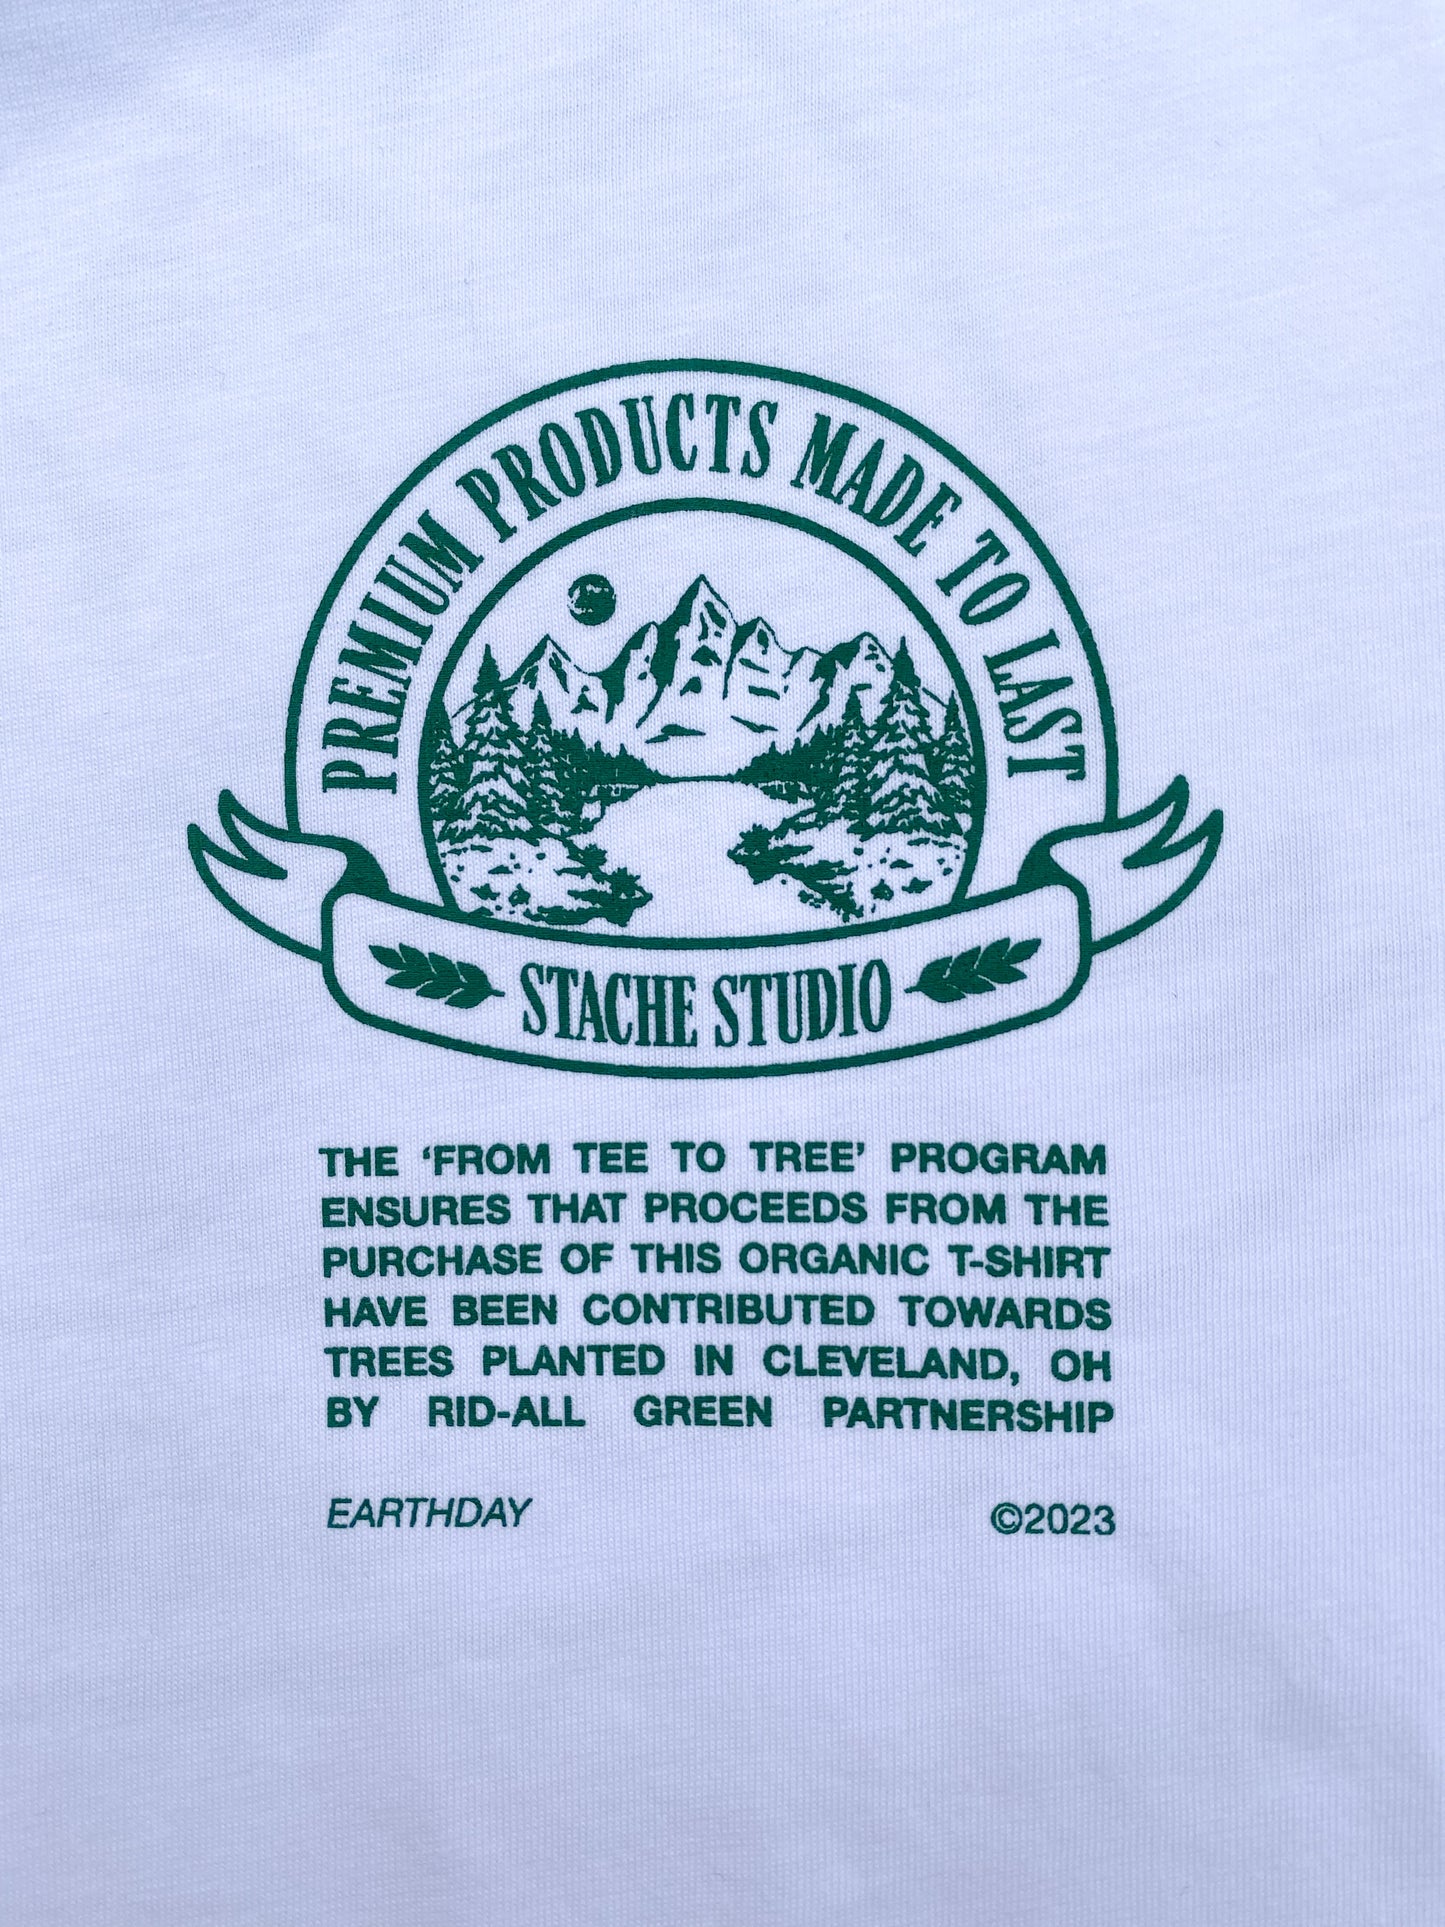 PREMIUM PRODUCTS MADE TO LAST
STACHE STUDIO
THE ‘FROM TEE TO TREE’ PROGRAM
ENSURES THAT PROCEEDS FROM THE
PURCHASE OF THIS ORGANIC T-SHIRT
HAVE BEEN CONTRIBUTED TOWARDS
TREES PLANTED IN CLEVELAND, OH
BY RID-ALL GREEN PARTNERSHIP
EARTHDAY ©2023